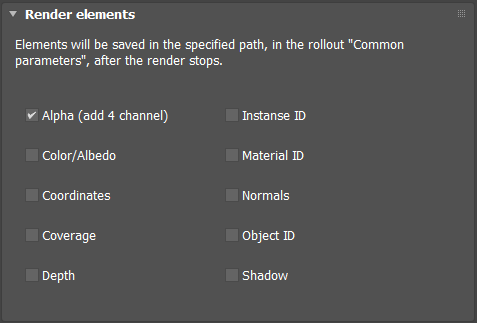 Render elements
Elements will be saved in the specified path, in the rollout "Common
parameters", after the render stops.
Alpha (add 4 channel)
Instanse ID
Color/Albedo
Material ID
Coordinates
Normals
Coverage
Object ID
Depth
Shadow